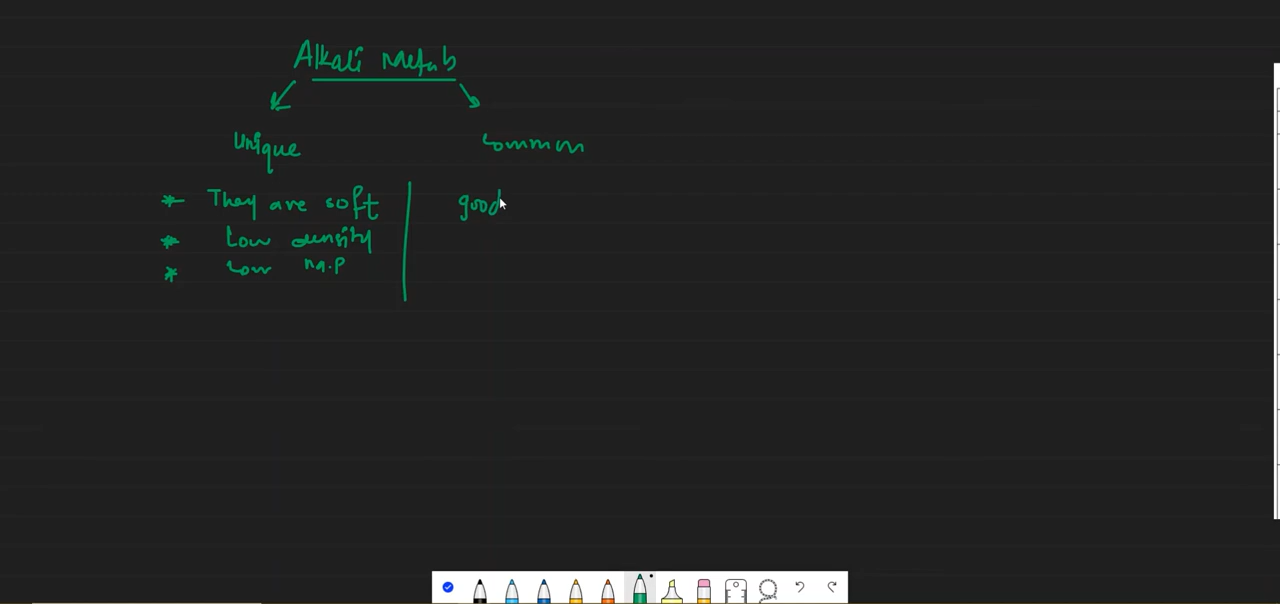 Alkali Metals
Unique
Common
* They are soft
good
* Low density
* Low M.P